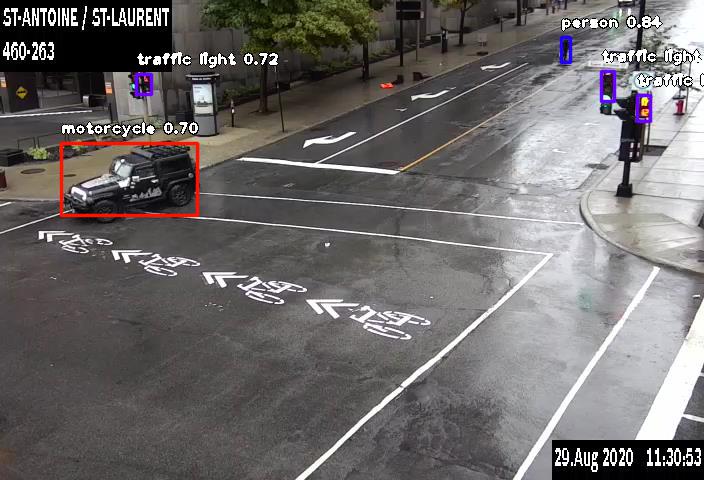 ST-ANTOINE / ST-LAURENT
460-263
person 0.84
traffic light 0.72
traffic light
traffic l
motorcycle 0.70
29.Aug 2020 11:30:53